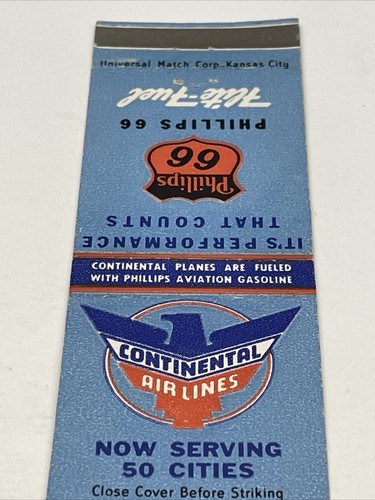 Universal Match Corp. Kansas City
Flite-Fuel
PHILLIPS 66
66
Phillips
THAT COUNTS
IT'S PERFORMANCE
CONTINENTAL PLANES ARE FUELED
WITH PHILLIPS AVIATION GASOLINE
CONTINENTAL
AIR LINES
NOW SERVING
50 CITIES
Close Cover Before Striking